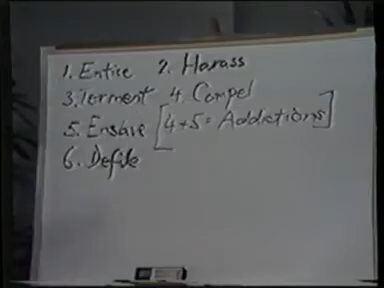 1. Entice 2. Harass
3. Torment 4. Compel
5. Enslave [4+5= Addictions]
6. Defile